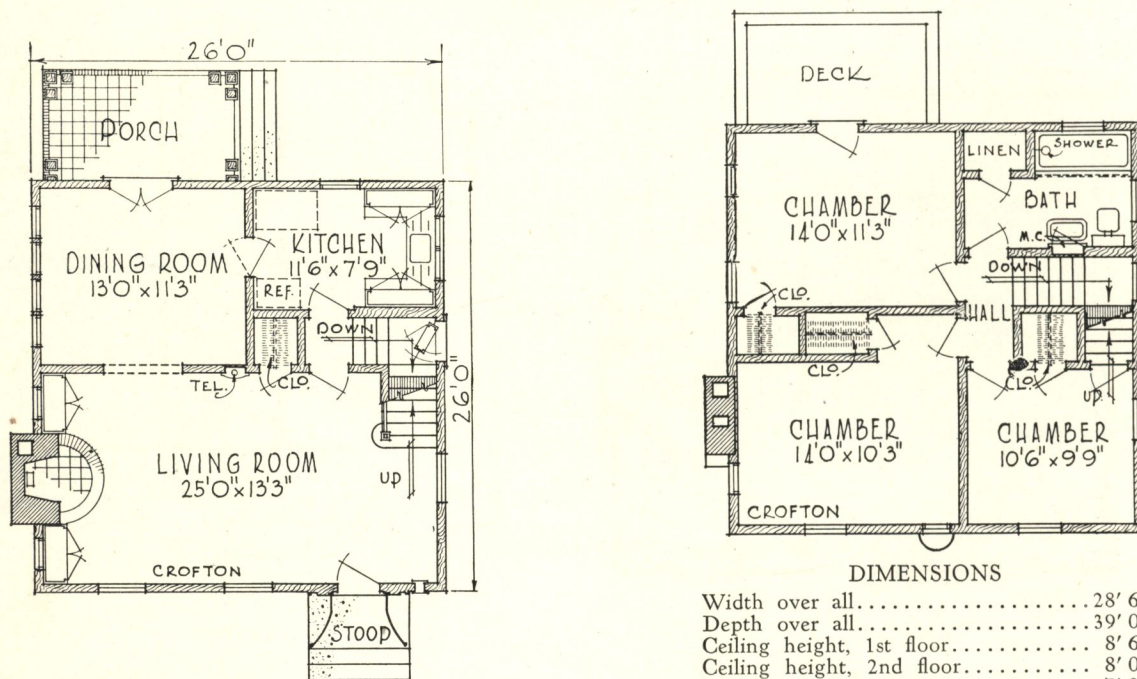 26'0"
PORCH
DINING ROOM
13'0"x11'3"
KITCHEN
11'6"x7'9"
REF.
DOWN
TEL.
CLO.
26'0"
LIVING ROOM
25'0"x13'3"
UP
CROFTON
STOOP
DECK
LINEN
SHOWER
CHAMBER
14'0"x11'3"
BATH
M.C.
DOWN
CLO.
HALL
CLO.
CLO.
UP.
CHAMBER
14'0"x10'3"
CHAMBER
10'6"x9'9"
CROFTON
DIMENSIONS
Width over all.......................28' 6
Depth over all.......................39' 0
Ceiling height, 1st floor............ 8' 6
Ceiling height, 2nd floor............ 8' 0